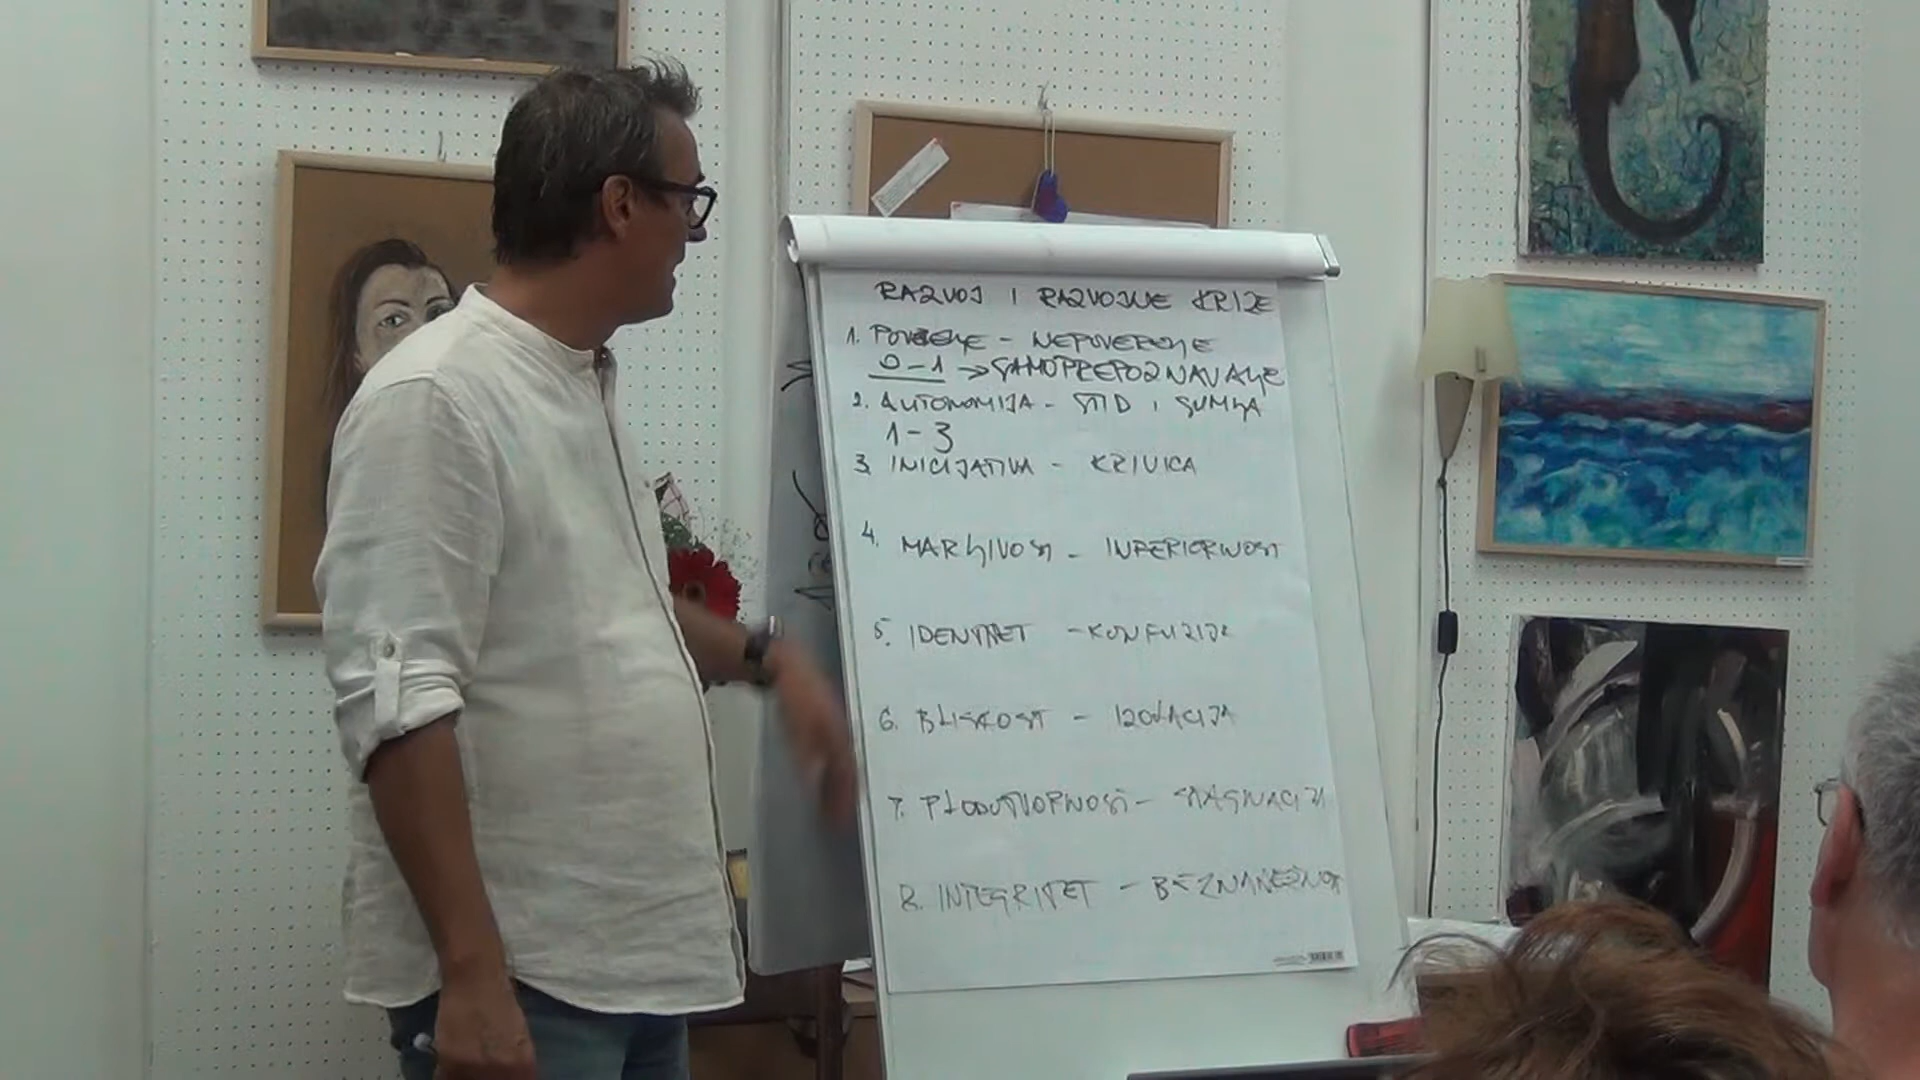 RAZVOJ I RAZVOJNE KRIZE
1. POVERENJE - NEPOVERENJE
0-1 → SAMOPREPOZNAVANJE
2. AUTONOMIJA - STID I SUMNJA
1-3
3. INICIJATIVA - KRIVICA
4. MARLJIVOST - INFERIORNOST
5. IDENTITET - KONFUZIJA
6. BLISKOST - IZOLACIJA
7. PLODOTVORNOST - STAGNACIJA
8. INTEGRITET - BEZNADEŽNOST